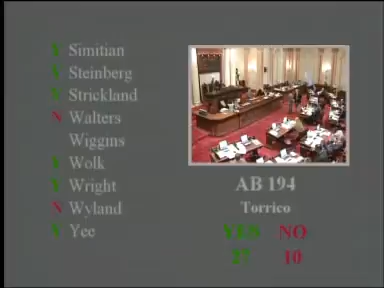 Y Simitian
Y Steinberg
Y Strickland
N Walters
Wiggins
Y Wolk
Y Wright
N Wyland
Y Yee
AB 194
Torrico
YES NO
27 10